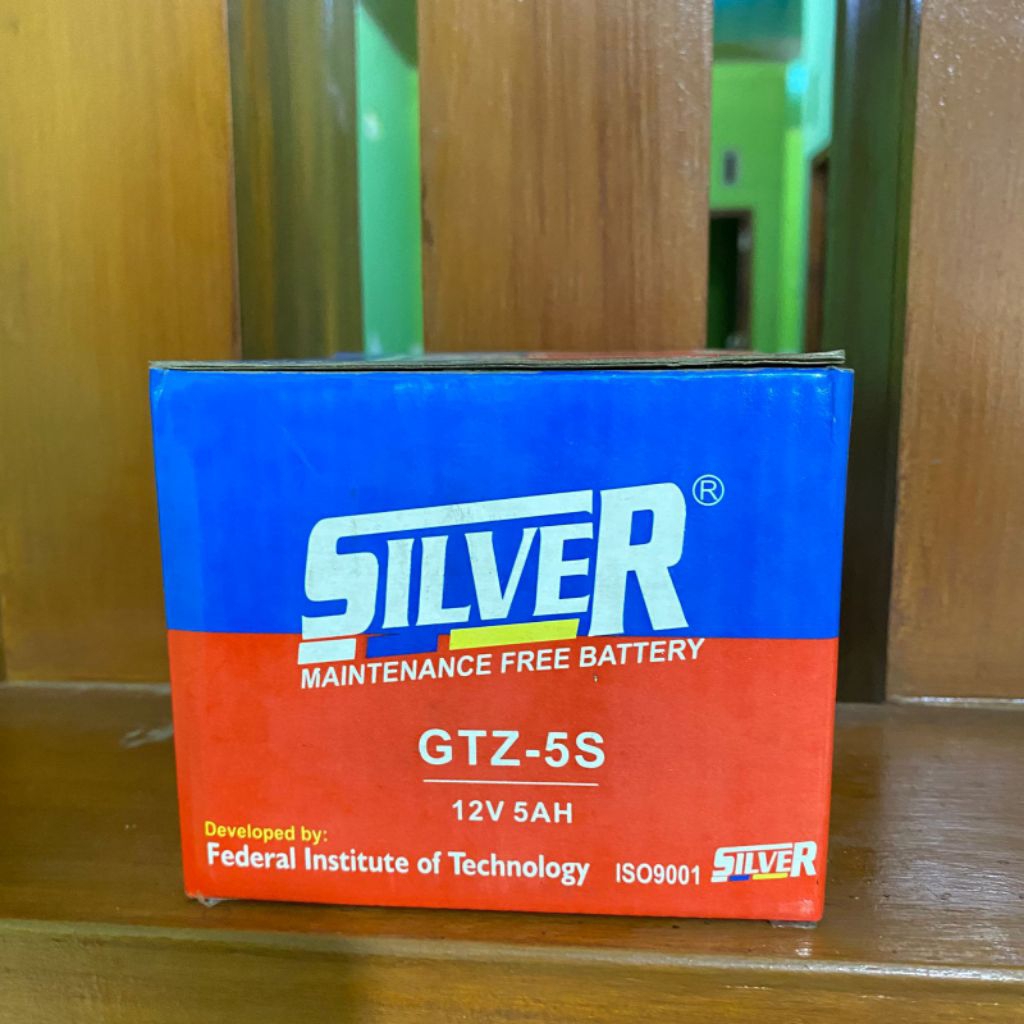 SILVER ®
MAINTENANCE FREE BATTERY
GTZ-5S
12V 5AH
Developed by:
Federal Institute of Technology ISO9001 SILVER